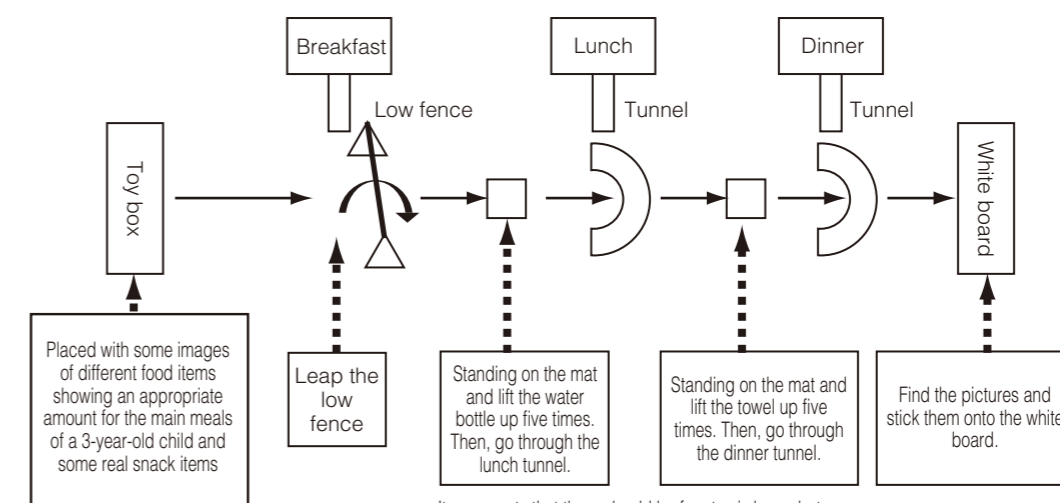 Breakfast
Lunch
Dinner
Low fence
Tunnel
Tunnel
Toy box
White board
Placed with some images
of different food items
showing an appropriate
amount for the main meals
of a 3-year-old child and
some real snack items
Leap the
low
fence
Standing on the mat
and lift the water
bottle up five times.
Then, go through the
lunch tunnel.
Standing on the mat and
lift the towel up five
times. Then, go through
the dinner tunnel.
Find the pictures and
stick them onto the white
board.